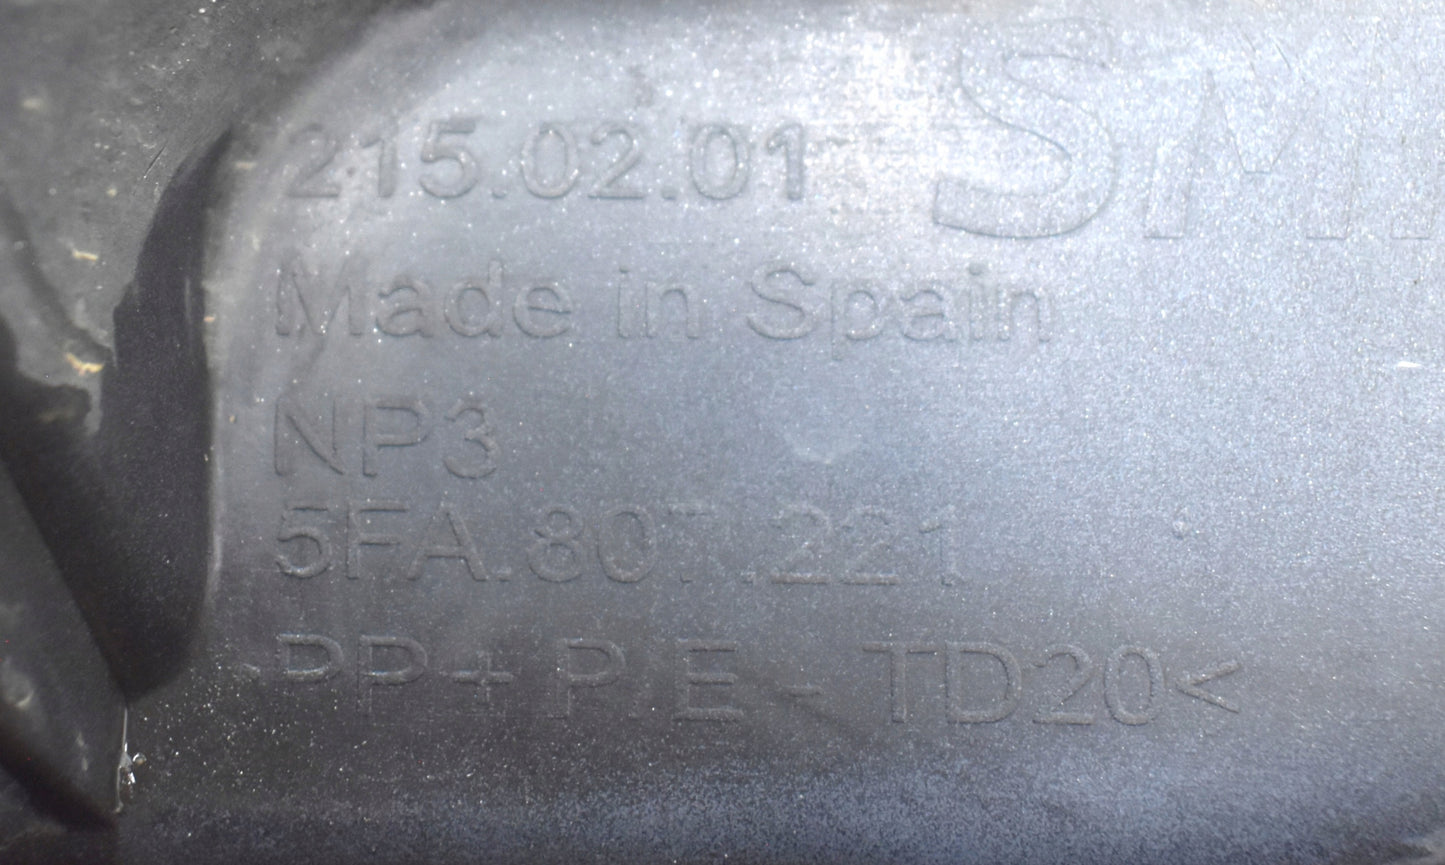 215.02.01
Made in Spain
NP3
5FA.807.221
PP + P/E - TD20<